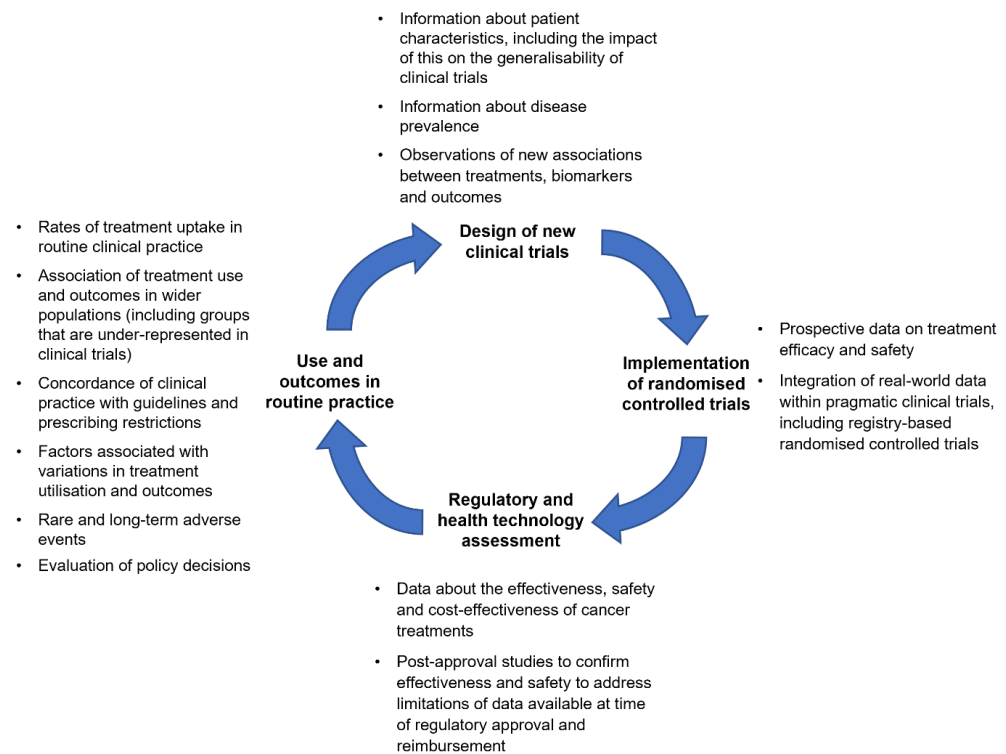 • Information about patient
characteristics, including the impact
of this on the generalisability of
clinical trials
• Information about disease
prevalence
• Observations of new associations
between treatments, biomarkers
and outcomes
Design of new
clinical trials
• Prospective data on treatment
efficacy and safety
• Integration of real-world data
within pragmatic clinical trials,
including registry-based
randomised controlled trials
Implementation
of randomised
controlled trials
Regulatory and
health technology
assessment
• Data about the effectiveness, safety
and cost-effectiveness of cancer
treatments
• Post-approval studies to confirm
effectiveness and safety to address
limitations of data available at time
of regulatory approval and
reimbursement
Use and
outcomes in
routine practice
• Rates of treatment uptake in
routine clinical practice
• Association of treatment use
and outcomes in wider
populations (including groups
that are under-represented in
clinical trials)
• Concordance of clinical
practice with guidelines and
prescribing restrictions
• Factors associated with
variations in treatment
utilisation and outcomes
• Rare and long-term adverse
events
• Evaluation of policy decisions